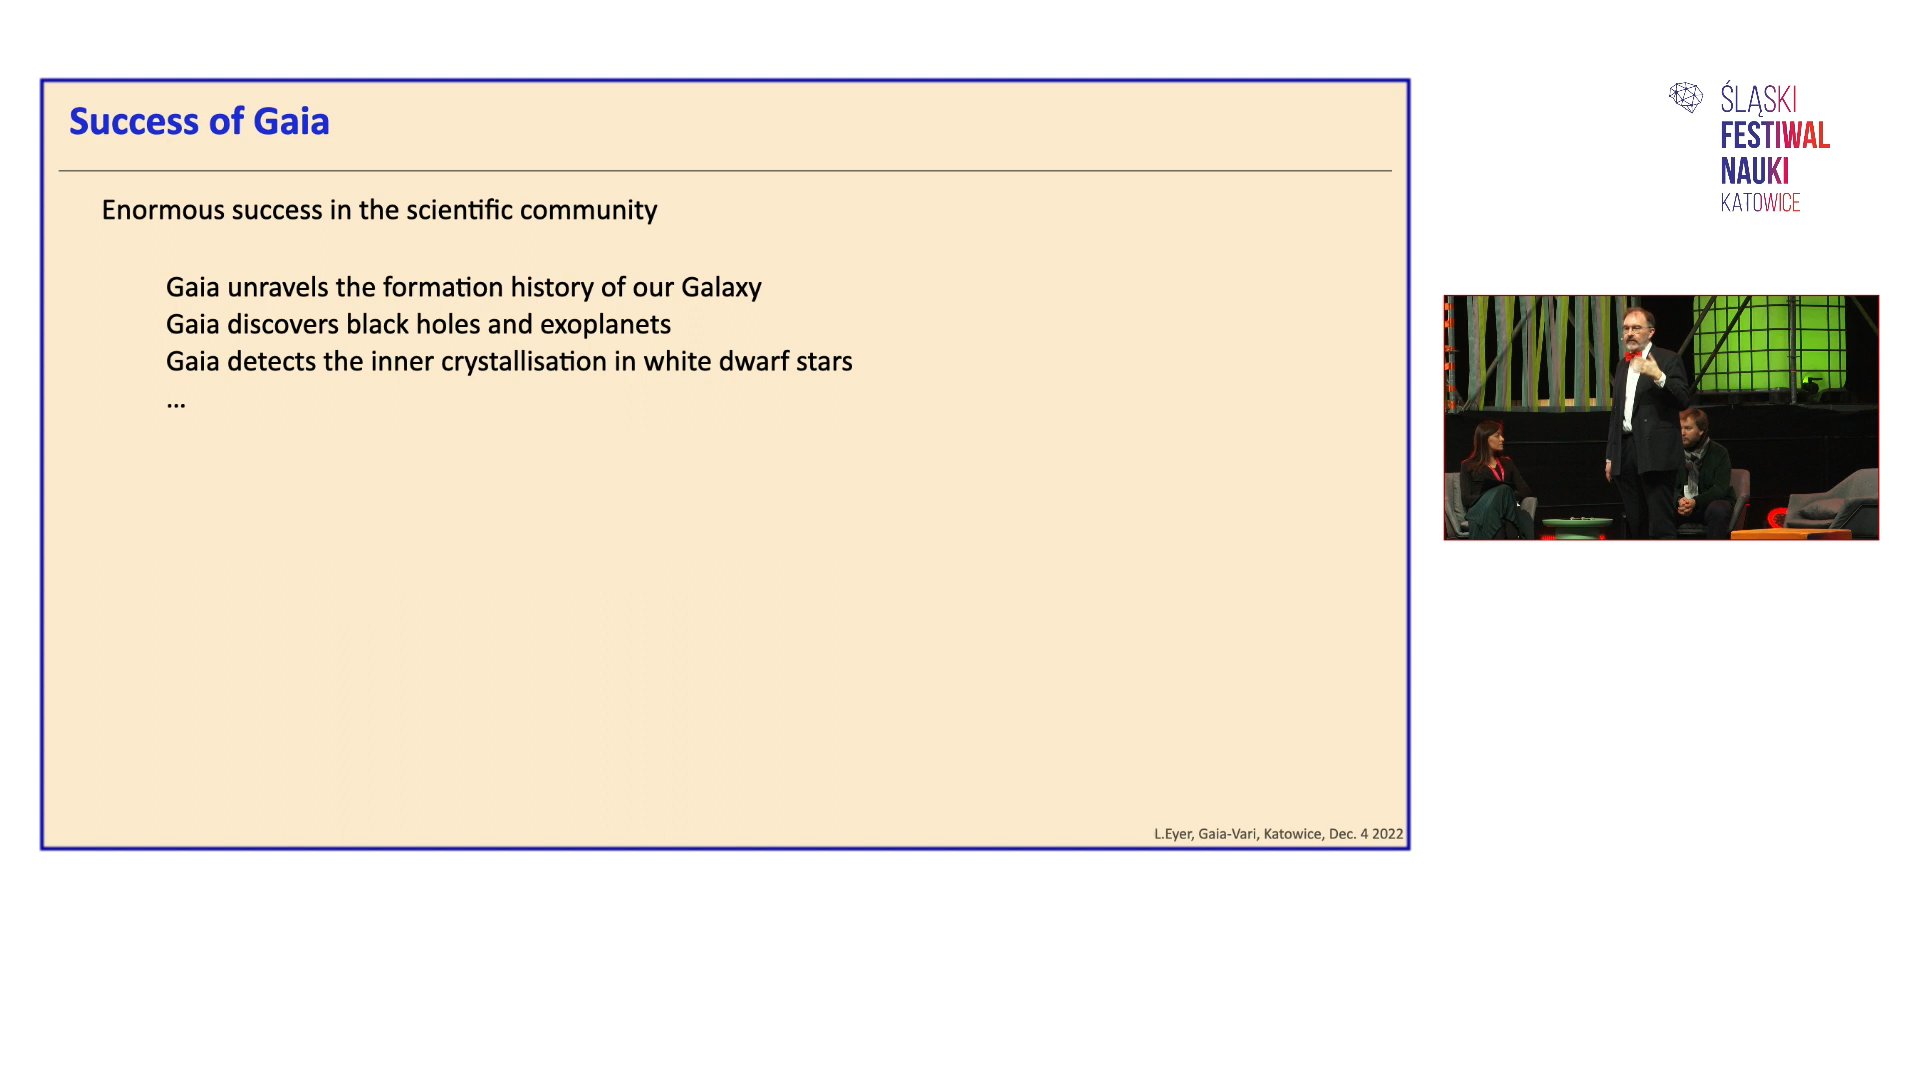 Success of Gaia
Enormous success in the scientific community
Gaia unravels the formation history of our Galaxy
Gaia discovers black holes and exoplanets
Gaia detects the inner crystallisation in white dwarf stars
...
L.Eyer, Gaia-Vari, Katowice, Dec. 4 2022
ŚLĄSKI
FESTIWAL
NAUKI
KATOWICE